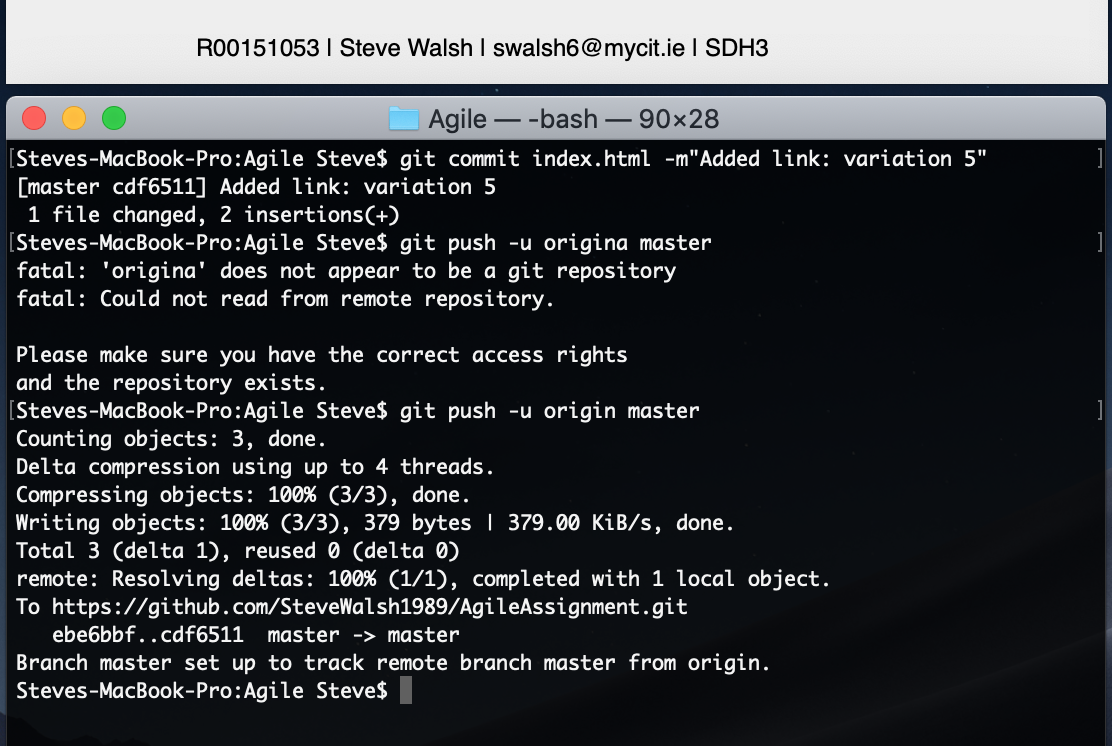 R00151053 | Steve Walsh | swalsh6@mycit.ie | SDH3
Agile — -bash — 90×28
[Steves-MacBook-Pro:Agile Steve$ git commit index.html -m"Added link: variation 5" ]
[master cdf6511] Added link: variation 5
 1 file changed, 2 insertions(+)
[Steves-MacBook-Pro:Agile Steve$ git push -u origina master ]
fatal: 'origina' does not appear to be a git repository
fatal: Could not read from remote repository.

Please make sure you have the correct access rights
and the repository exists.
[Steves-MacBook-Pro:Agile Steve$ git push -u origin master ]
Counting objects: 3, done.
Delta compression using up to 4 threads.
Compressing objects: 100% (3/3), done.
Writing objects: 100% (3/3), 379 bytes | 379.00 KiB/s, done.
Total 3 (delta 1), reused 0 (delta 0)
remote: Resolving deltas: 100% (1/1), completed with 1 local object.
To https://github.com/SteveWalsh1989/AgileAssignment.git
   ebe6bbf..cdf6511  master -> master
Branch master set up to track remote branch master from origin.
Steves-MacBook-Pro:Agile Steve$